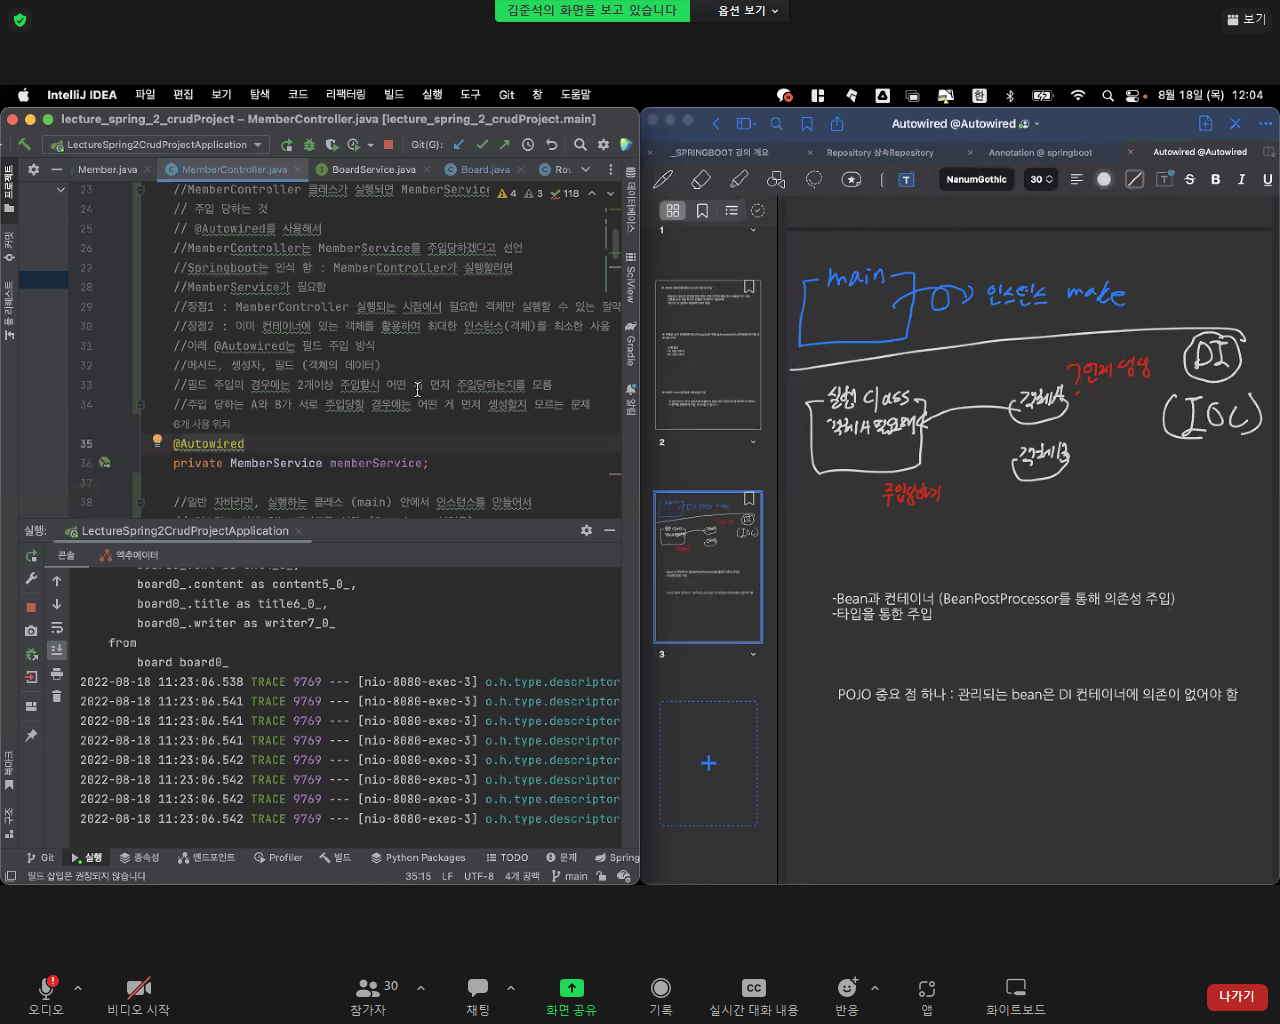 김준석의 화면을 보고 있습니다
옵션 보기
보기
IntelliJ IDEA 파일 편집 보기 탐색 코드 리팩터링 빌드 실행 도구 Git 창 도움말
8월 18일 (목) 12:04
lecture_spring_2_crudProject – MemberController.java [lecture_spring_2_crudProject.main]
LectureSpring2CrudProjectApplication
Git(G):
Member.java
MemberController.java
BoardService.java
Board.java
Rou
23 //MemberController 클래스가 실행되면 MemberService
4 3 118
24 // 주입 당하는 것
25 // @Autowired를 사용해서
26 //MemberController는 MemberService를 주입당하겠다고 선언
27 //Springboot는 인식 함 : MemberController가 실행할려면
28 //MemberService가 필요함
29 //장점1 : MemberController 실행되는 시점에서 필요한 객체만 실행할 수 있는 절약
30 //장점2 : 이미 컨테이너에 있는 객체를 활용하여 최대한 인스턴스(객체)를 최소한 사용
31 //아래 @Autowired는 필드 주입 방식
32 //메서드, 생성자, 필드 (객체의 데이터)
33 //필드 주입의 경우에는 2개이상 주입할시 어떤 게 먼저 주입당하는지를 모름
34 //주입 당하는 A와 B가 서로 주입당할 경우에는 어떤 게 먼저 생성할지 모르는 문제
6개 사용 위치
35 @Autowired
36 private MemberService memberService;
37
38 //일반 자바라면, 실행하는 클래스 (main) 안에서 인스턴스를 만들어서
프로젝트
커밋
풀 리퀘스트
북마크
구조
데이터베이스
SciView
Gradle
알림
실행: LectureSpring2CrudProjectApplication
콘솔
액추에이터
board0_.content as content5_0_,
board0_.title as title6_0_,
board0_.writer as writer7_0_
from
board board0_
2022-08-18 11:23:06.538 TRACE 9769 --- [nio-8080-exec-3] o.h.type.descriptor
2022-08-18 11:23:06.541 TRACE 9769 --- [nio-8080-exec-3] o.h.type.descriptor
2022-08-18 11:23:06.541 TRACE 9769 --- [nio-8080-exec-3] o.h.type.descriptor
2022-08-18 11:23:06.541 TRACE 9769 --- [nio-8080-exec-3] o.h.type.descriptor
2022-08-18 11:23:06.542 TRACE 9769 --- [nio-8080-exec-3] o.h.type.descriptor
2022-08-18 11:23:06.542 TRACE 9769 --- [nio-8080-exec-3] o.h.type.descriptor
2022-08-18 11:23:06.542 TRACE 9769 --- [nio-8080-exec-3] o.h.type.descriptor
2022-08-18 11:23:06.542 TRACE 9769 --- [nio-8080-exec-3] o.h.type.descriptor
Git 실행 종속성 엔드포인트 Profiler 빌드 Python Packages TODO 문제 Spring
필드 삽입은 권장되지 않습니다
35:15 LF UTF-8 4개 공백 main
Autowired @Autowired
_SPRINGBOOT 강의 개요
Repository 상속Repository
Annotation @ springboot
Autowired @Autowired
NanumGothic 30
T S B I U
1
2
3
main
인스턴스 make
DI
(IOC)
실현 Class
객체A 필요해
객체A
객체B
주입당하기
-Bean과 컨테이너 (BeanPostProcessor를 통해 의존성 주입)
-타입을 통한 주입
POJO 중요 점 하나 : 관리되는 bean은 DI 컨테이너에 의존이 없어야 함
오디오
비디오 시작
30
참가자
채팅
화면 공유
기록
CC
실시간 대화 내용
반응
앱
화이트보드
나가기